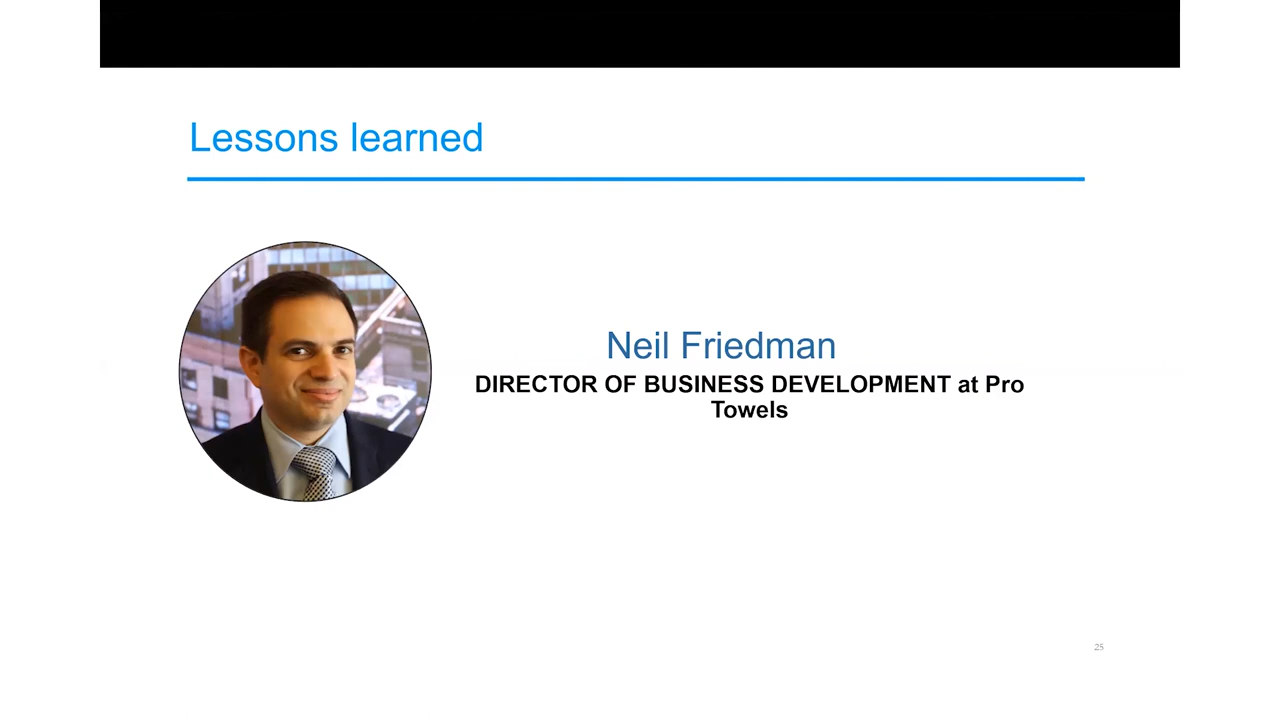 Lessons learned
Neil Friedman
DIRECTOR OF BUSINESS DEVELOPMENT at Pro
Towels
25